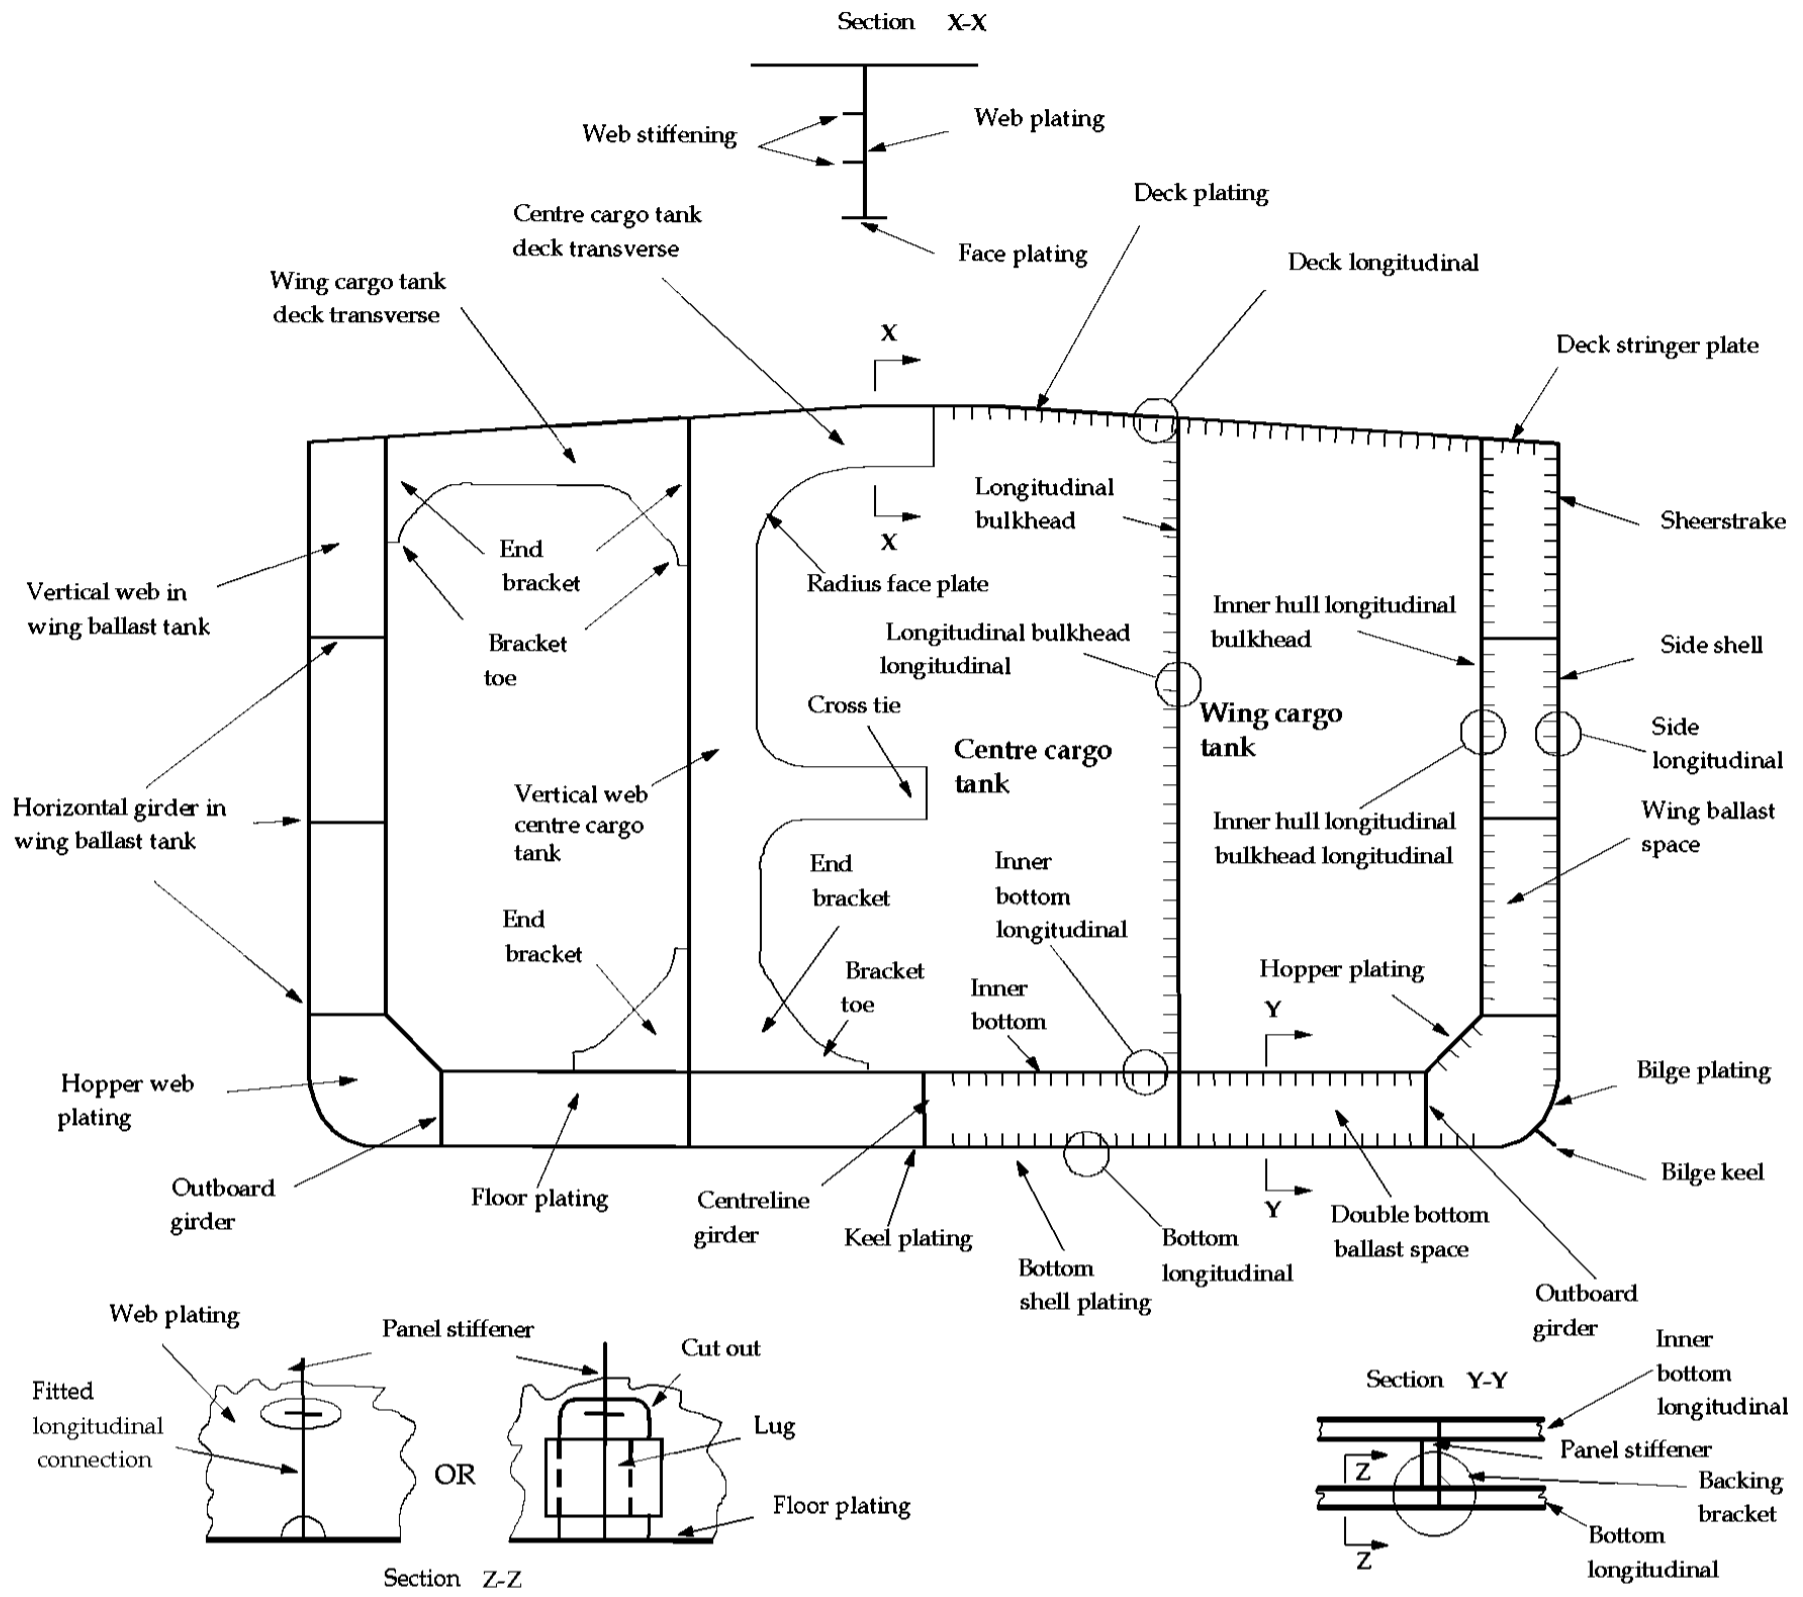 Section X-X
Web stiffening
Web plating
Face plating
Deck plating
Centre cargo tank
deck transverse
Deck longitudinal
Wing cargo tank
deck transverse
X
Deck stringer plate
Longitudinal
bulkhead
Sheerstrake
X
End
bracket
Radius face plate
Vertical web in
wing ballast tank
Inner hull longitudinal
bulkhead
Longitudinal bulkhead
longitudinal
Bracket
toe
Side shell
Cross tie
Wing cargo
tank
Side
longitudinal
Centre cargo
tank
Vertical web
centre cargo
tank
Horizontal girder in
wing ballast tank
Inner hull longitudinal
bulkhead longitudinal
Wing ballast
space
End
bracket
Inner
bottom
longitudinal
End
bracket
Bracket
toe
Hopper plating
Inner
bottom
Y
Hopper web
plating
Bilge plating
Outboard
girder
Floor plating
Centreline
girder
Keel plating
Bottom
shell plating
Bottom
longitudinal
Y
Double bottom
ballast space
Bilge keel
Outboard
girder
Web plating
Panel stiffener
Cut out
Fitted
longitudinal
connection
OR
Lug
Floor plating
Section Z-Z
Section Y-Y
Inner
bottom
longitudinal
Panel stiffener
Z
Backing
bracket
Z
Bottom
longitudinal